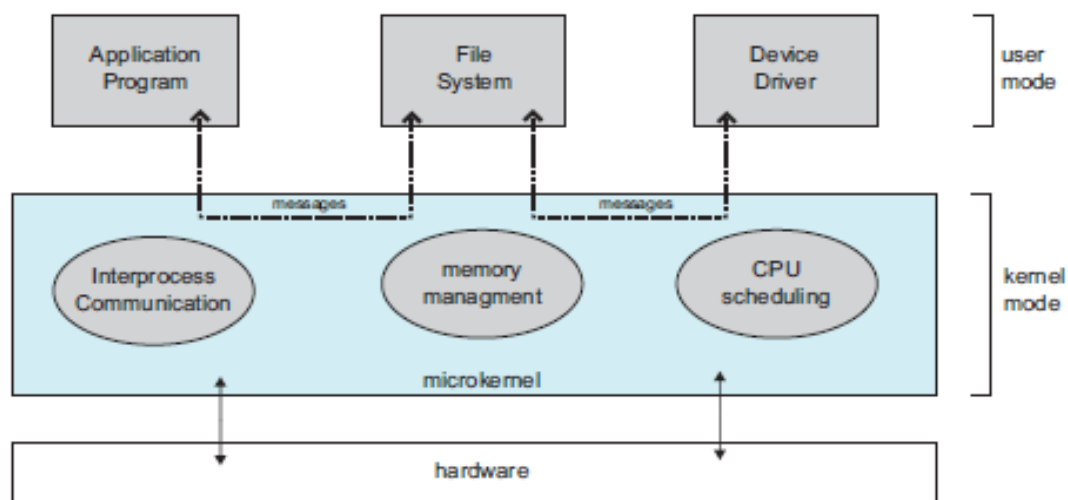 Application
Program
File
System
Device
Driver
user
mode
messages
messages
Interprocess
Communication
memory
managment
CPU
scheduling
kernel
mode
microkernel
hardware